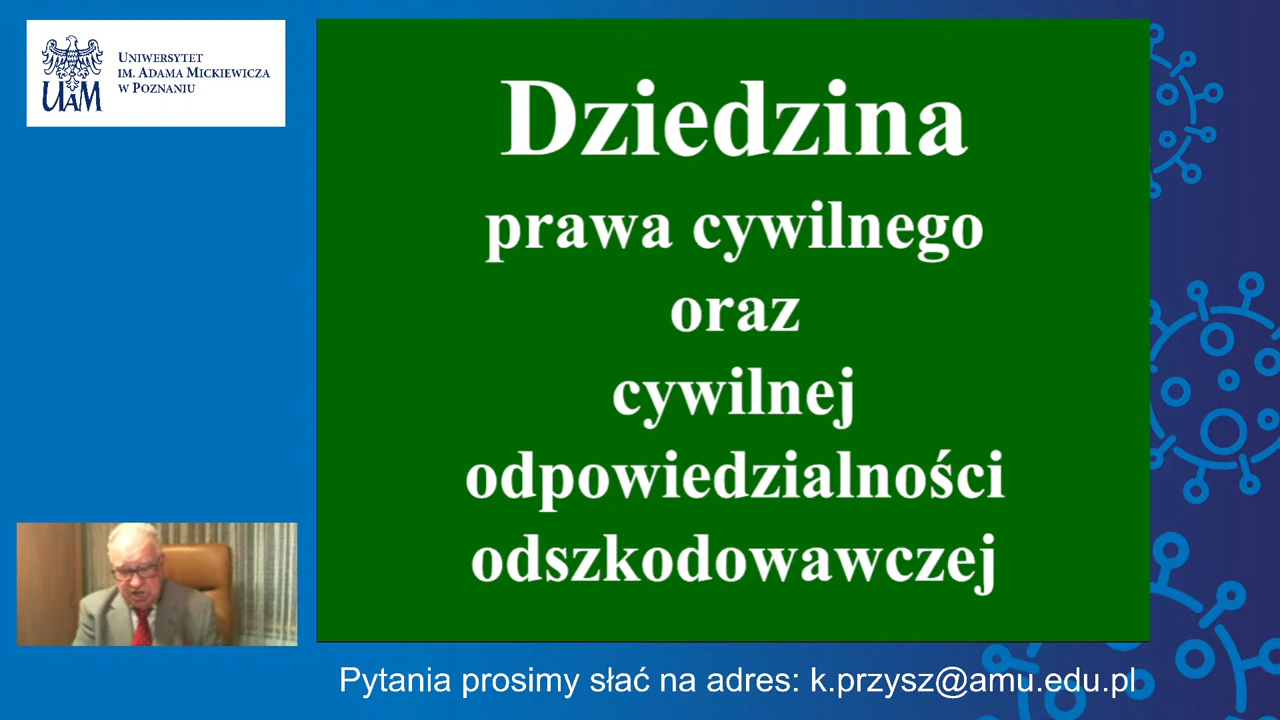 UNIWERSYTET
IM. ADAMA MICKIEWICZA
W POZNANIU
UAM
Dziedzina
prawa cywilnego
oraz
cywilnej
odpowiedzialności
odszkodowawczej
Pytania prosimy słać na adres: k.przysz@amu.edu.pl